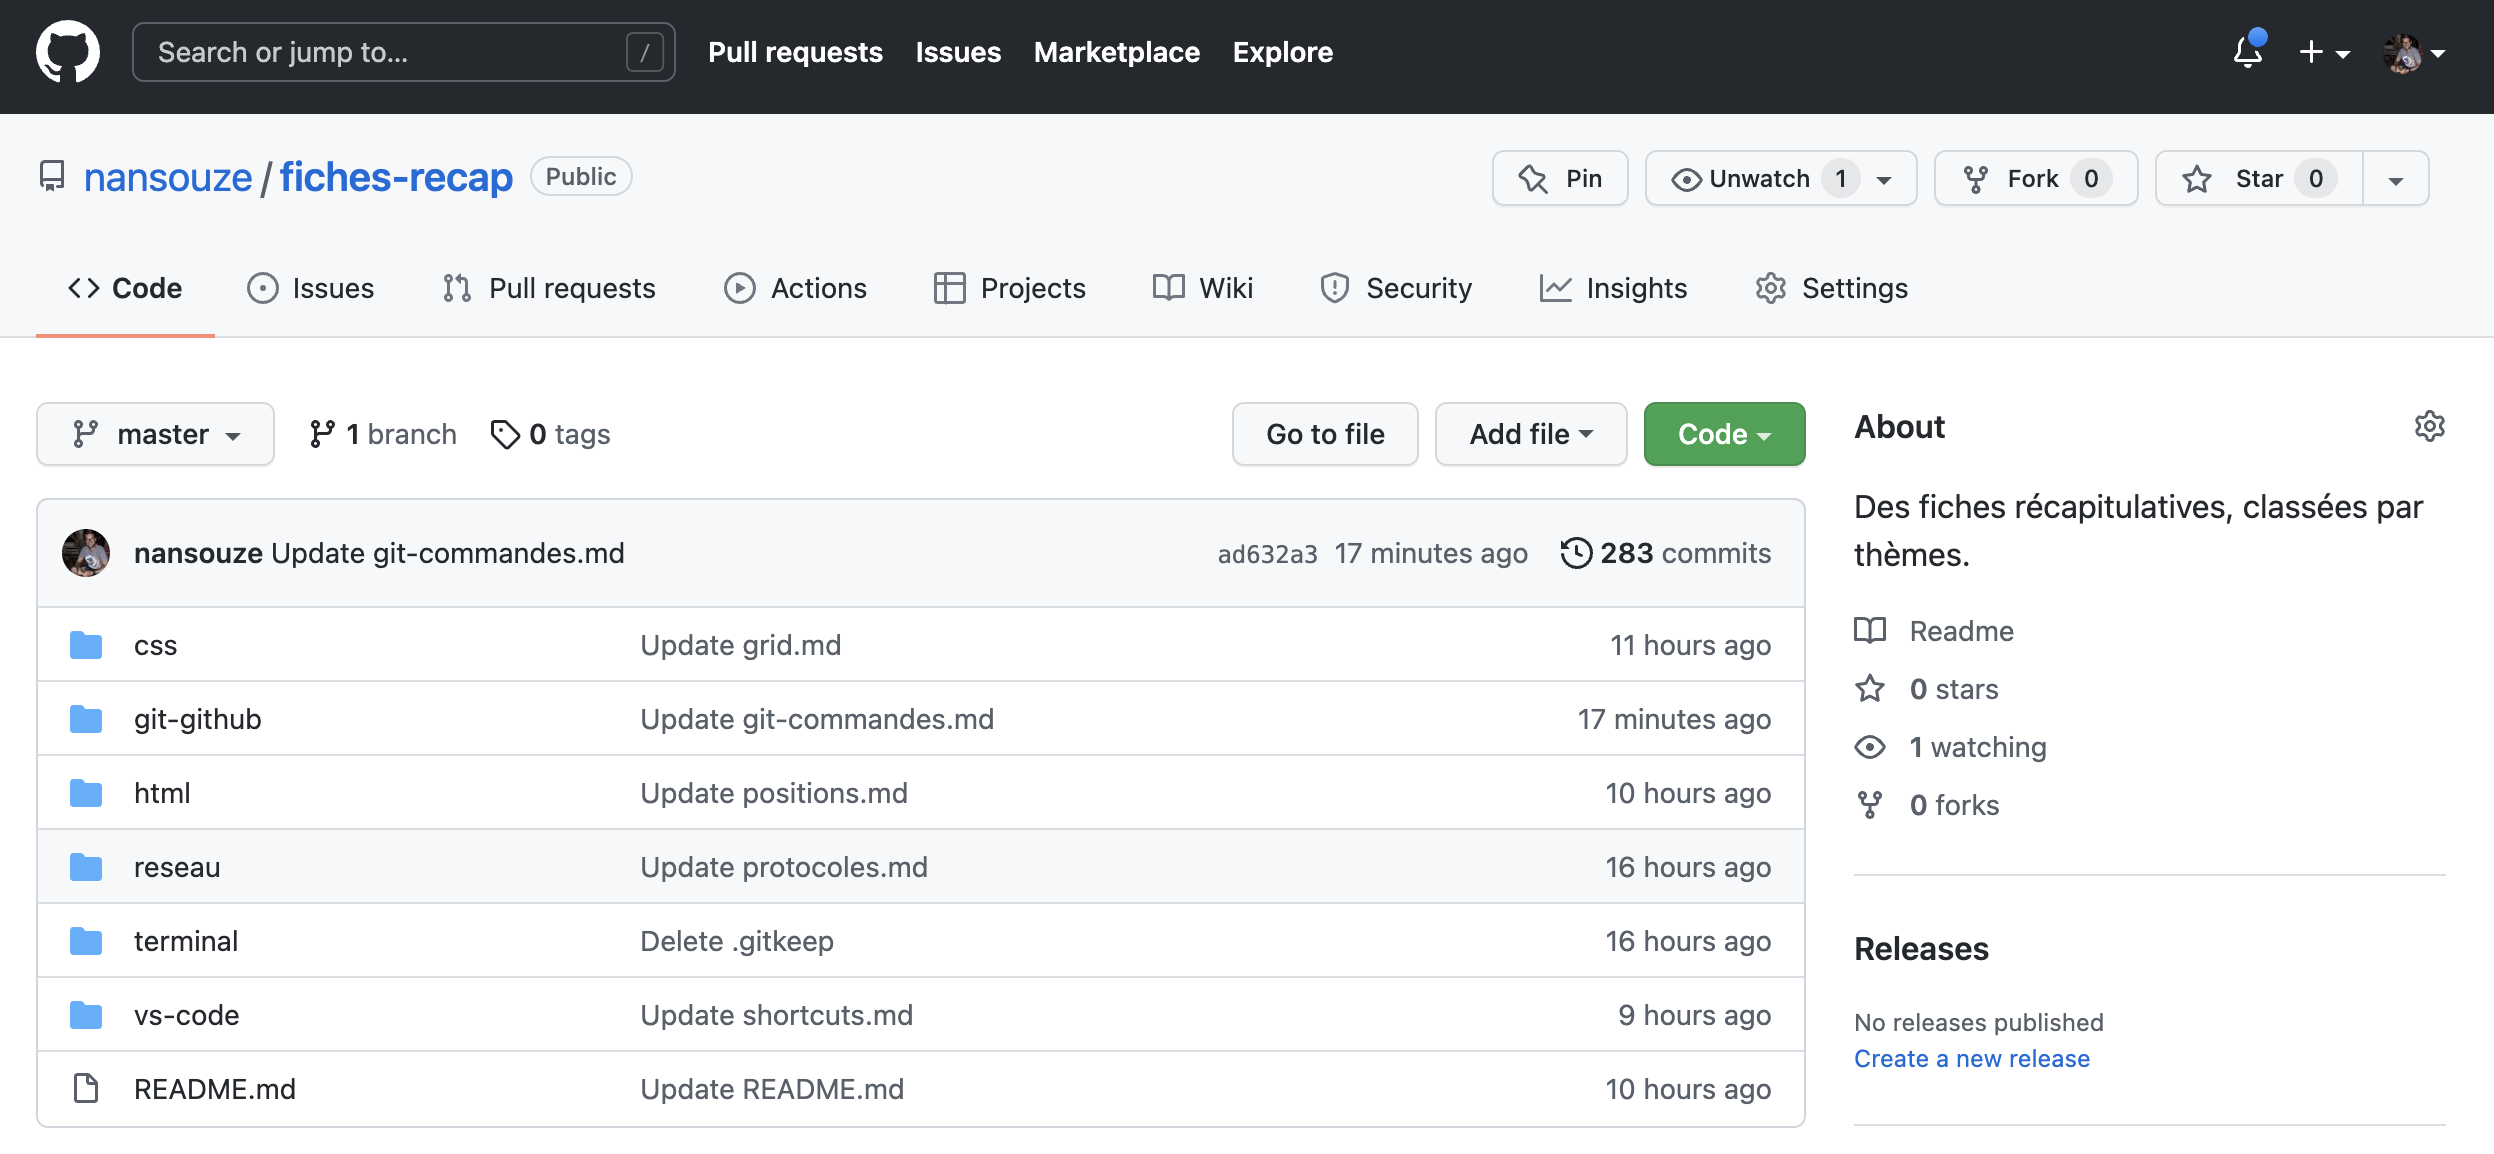 Search or jump to... / Pull requests Issues Marketplace Explore
nansouze / fiches-recap Public Pin Unwatch 1 Fork 0 Star 0
Code Issues Pull requests Actions Projects Wiki Security Insights Settings
master 1 branch 0 tags Go to file Add file Code
nansouze Update git-commandes.md ad632a3 17 minutes ago 283 commits
css Update grid.md 11 hours ago
git-github Update git-commandes.md 17 minutes ago
html Update positions.md 10 hours ago
reseau Update protocoles.md 16 hours ago
terminal Delete .gitkeep 16 hours ago
vs-code Update shortcuts.md 9 hours ago
README.md Update README.md 10 hours ago
About
Des fiches récapitulatives, classées par
thèmes.
Readme
0 stars
1 watching
0 forks
Releases
No releases published
Create a new release